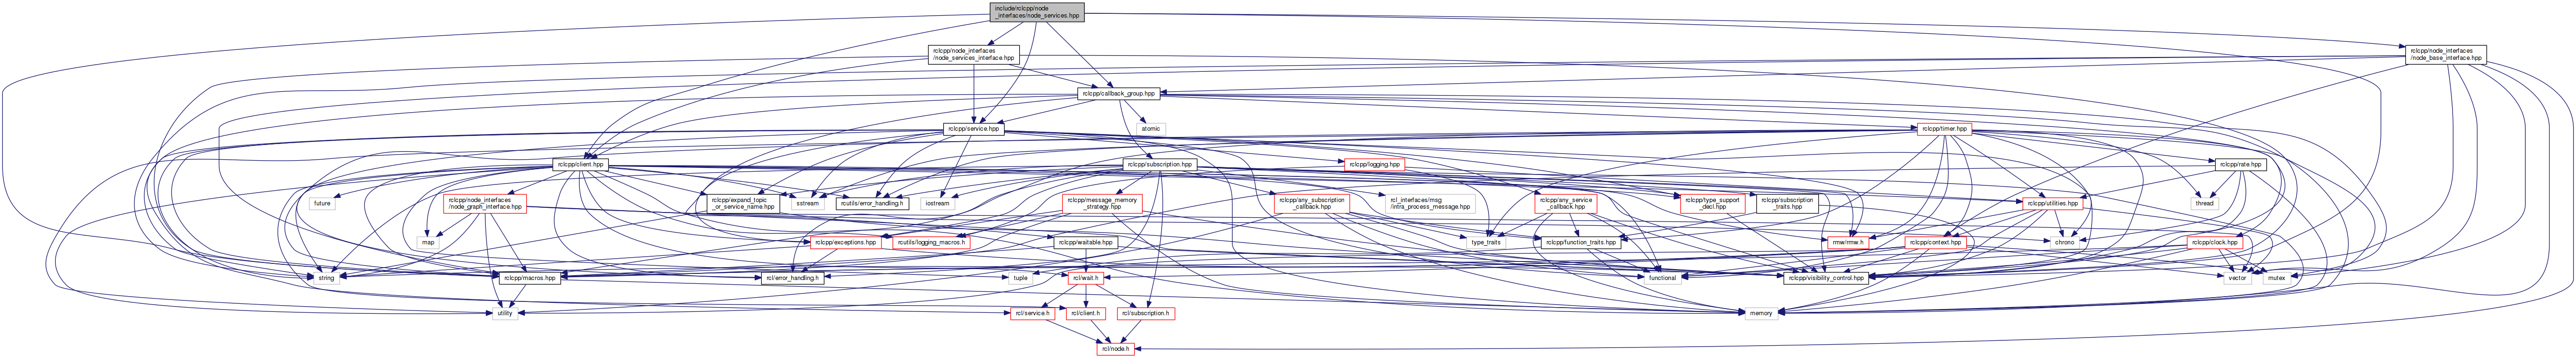 include/rclcpp/node
_interfaces/node_services.hpp
rclcpp/node_interfaces
/node_services_interface.hpp
rclcpp/node_interfaces
/node_base_interface.hpp
rclcpp/callback_group.hpp
rclcpp/service.hpp
atomic
rclcpp/timer.hpp
rclcpp/client.hpp
rclcpp/subscription.hpp
rclcpp/logging.hpp
rclcpp/rate.hpp
future
rclcpp/node_interfaces
/node_graph_interface.hpp
rclcpp/expand_topic
_or_service_name.hpp
sstream
rcutils/error_handling.h
iostream
rclcpp/message_memory
_strategy.hpp
rclcpp/any_subscription
_callback.hpp
rcl_interfaces/msg
/intra_process_message.hpp
rclcpp/any_service
_callback.hpp
rclcpp/type_support
_decl.hpp
rclcpp/subscription
_traits.hpp
rclcpp/utilities.hpp
thread
map
rclcpp/exceptions.hpp
rcutils/logging_macros.h
rclcpp/waitable.hpp
type_traits
rclcpp/function_traits.hpp
rmw/rmw.h
rclcpp/context.hpp
chrono
rclcpp/clock.hpp
string
rclcpp/macros.hpp
rcl/error_handling.h
tuple
rcl/wait.h
functional
rclcpp/visibility_control.hpp
vector
mutex
utility
rcl/service.h
rcl/client.h
rcl/subscription.h
memory
rcl/node.h